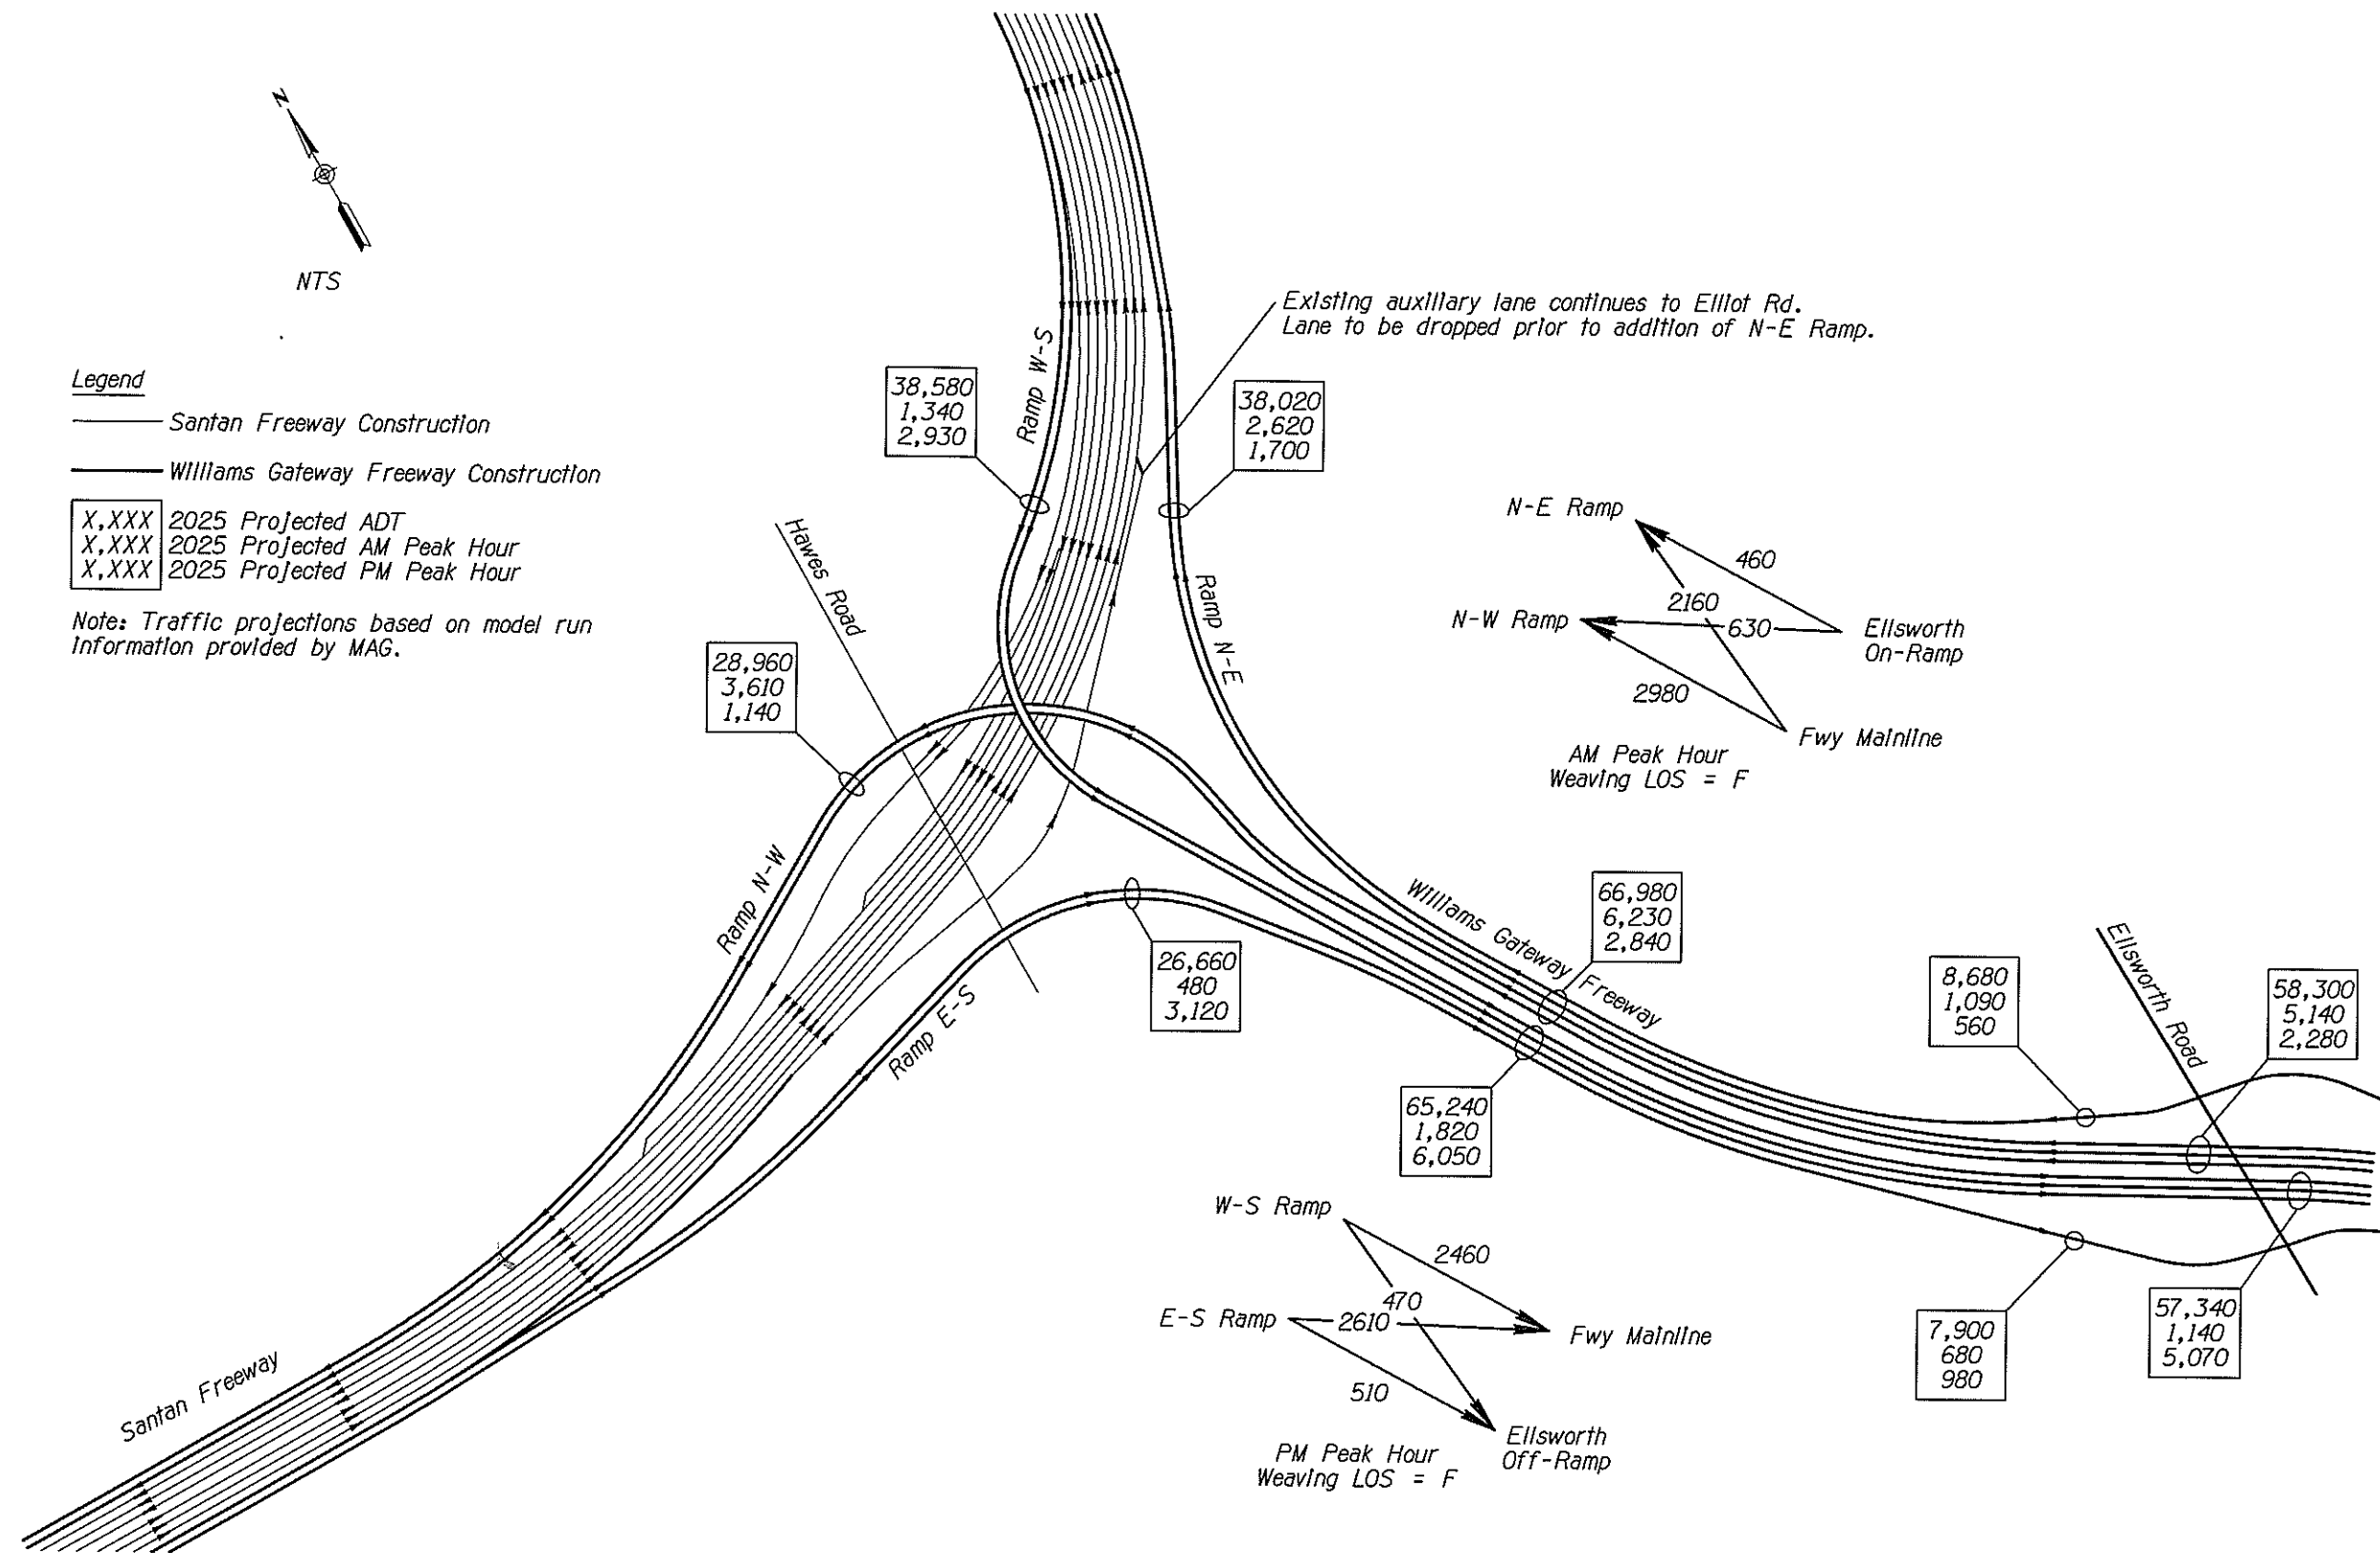 N
NTS
Legend
Santan Freeway Construction
Williams Gateway Freeway Construction
X,XXX 2025 Projected ADT
X,XXX 2025 Projected AM Peak Hour
X,XXX 2025 Projected PM Peak Hour
Note: Traffic projections based on model run
information provided by MAG.
Existing auxiliary lane continues to Elliot Rd.
Lane to be dropped prior to addition of N-E Ramp.
Ramp W-S
38,580
1,340
2,930
38,020
2,620
1,700
Hawes Road
Ramp N-E
28,960
3,610
1,140
N-E Ramp
460
2160
N-W Ramp
630
Ellsworth
On-Ramp
2980
Fwy Mainline
AM Peak Hour
Weaving LOS = F
Ramp N-W
Ramp E-S
26,660
480
3,120
Williams Gateway Freeway
66,980
6,230
2,840
65,240
1,820
6,050
8,680
1,090
560
Ellsworth Road
58,300
5,140
2,280
57,340
1,140
5,070
7,900
680
980
W-S Ramp
2460
470
E-S Ramp
2610
Fwy Mainline
510
Ellsworth
Off-Ramp
PM Peak Hour
Weaving LOS = F
Santan Freeway